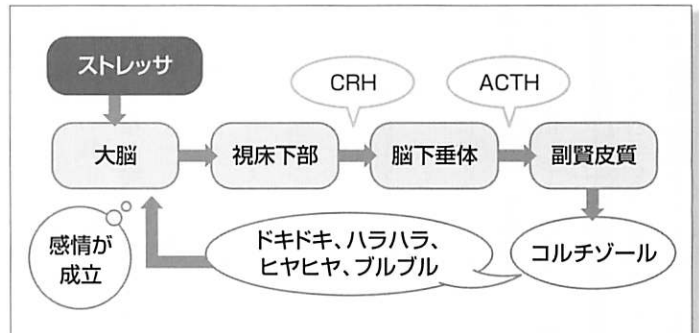 ストレッサ
CRH
ACTH
大脳
視床下部
脳下垂体
副賢皮質
感情が
成立
ドキドキ、ハラハラ、
ヒヤヒヤ、ブルブル
コルチゾール